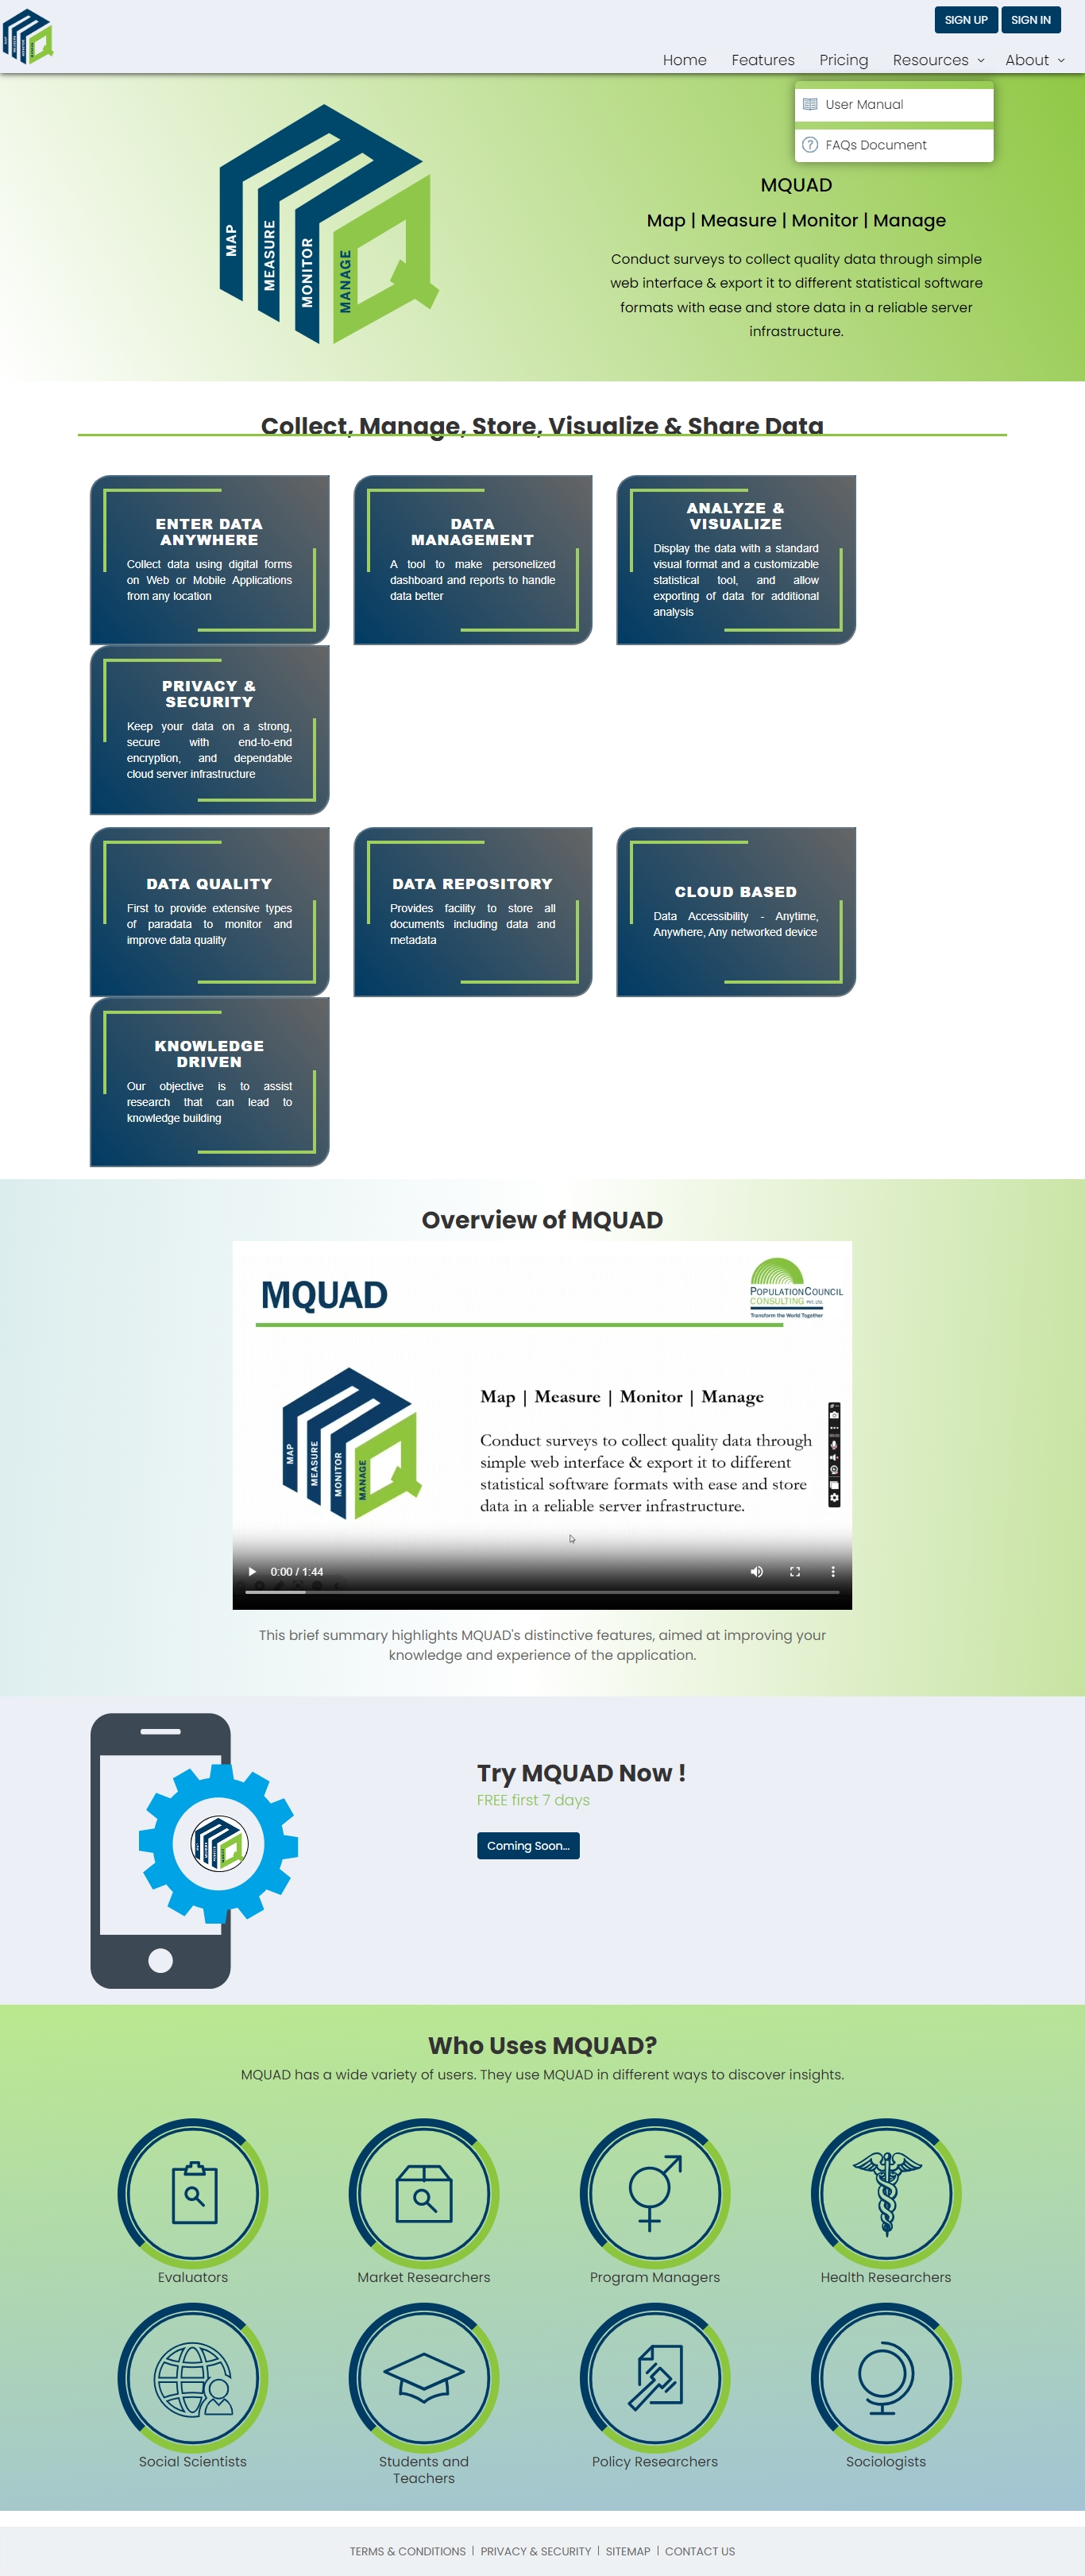 SIGN UP
SIGN IN
Home
Features
Pricing
Resources
About
User Manual
FAQs Document
MAP
MEASURE
MONITOR
MANAGE
MQUAD
Map | Measure | Monitor | Manage
Conduct surveys to collect quality data through simple
web interface & export it to different statistical software
formats with ease and store data in a reliable server
infrastructure.
Collect, Manage, Store, Visualize & Share Data
ENTER DATA
ANYWHERE
Collect data using digital forms
on Web or Mobile Applications
from any location
DATA
MANAGEMENT
A tool to make personelized
dashboard and reports to handle
data better
ANALYZE &
VISUALIZE
Display the data with a standard
visual format and a customizable
statistical tool, and allow
exporting of data for additional
analysis
PRIVACY &
SECURITY
Keep your data on a strong,
secure with end-to-end
encryption, and dependable
cloud server infrastructure
DATA QUALITY
First to provide extensive types
of paradata to monitor and
improve data quality
DATA REPOSITORY
Provides facility to store all
documents including data and
metadata
CLOUD BASED
Data Accessibility - Anytime,
Anywhere, Any networked device
KNOWLEDGE
DRIVEN
Our objective is to assist
research that can lead to
knowledge building
Overview of MQUAD
MQUAD
POPULATION COUNCIL
CONSULTING PVT. LTD.
Transform the World Together
MAP
MEASURE
MONITOR
MANAGE
Map | Measure | Monitor | Manage
Conduct surveys to collect quality data through
simple web interface & export it to different
statistical software formats with ease and store
data in a reliable server infrastructure.
0:00 / 1:44
This brief summary highlights MQUAD's distinctive features, aimed at improving your
knowledge and experience of the application.
Try MQUAD Now !
FREE first 7 days
Coming Soon...
Who Uses MQUAD?
MQUAD has a wide variety of users. They use MQUAD in different ways to discover insights.
Evaluators
Market Researchers
Program Managers
Health Researchers
Social Scientists
Students and
Teachers
Policy Researchers
Sociologists
TERMS & CONDITIONS | PRIVACY & SECURITY | SITEMAP | CONTACT US